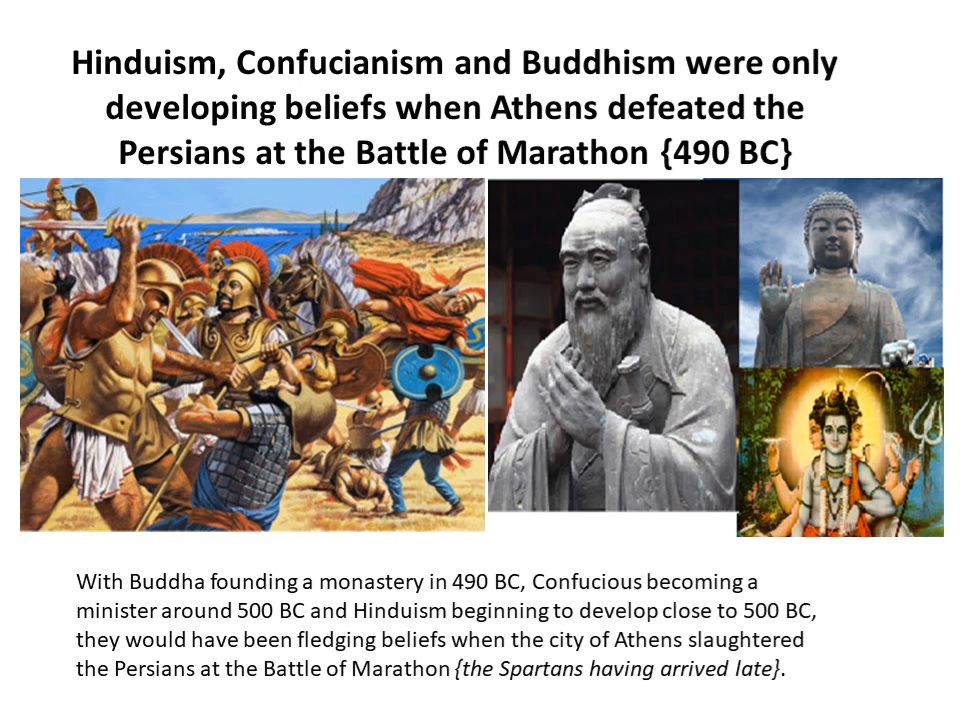 Hinduism, Confucianism and Buddhism were only
developing beliefs when Athens defeated the
Persians at the Battle of Marathon {490 BC}
With Buddha founding a monastery in 490 BC, Confucious becoming a
minister around 500 BC and Hinduism beginning to develop close to 500 BC,
they would have been fledging beliefs when the city of Athens slaughtered
the Persians at the Battle of Marathon {the Spartans having arrived late}.